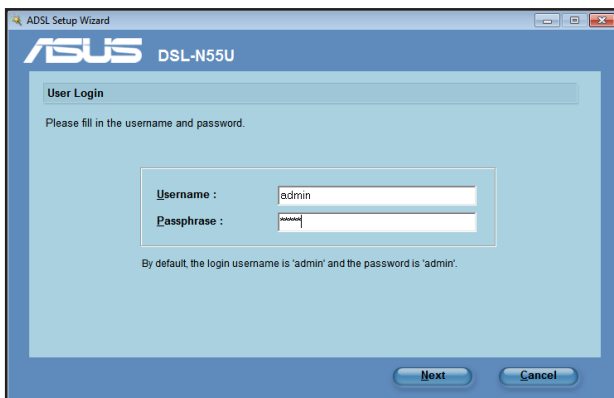 ADSL Setup Wizard
ASUS DSL-N55U
User Login
Please fill in the username and password.
Username : admin
Passphrase : *****
By default, the login username is 'admin' and the password is 'admin'.
Next Cancel